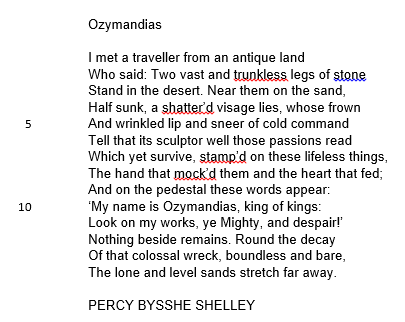 Ozymandias
I met a traveller from an antique land
Who said: Two vast and trunkless legs of stone
Stand in the desert. Near them on the sand,
Half sunk, a shatter’d visage lies, whose frown
5 And wrinkled lip and sneer of cold command
Tell that its sculptor well those passions read
Which yet survive, stamp’d on these lifeless things,
The hand that mock’d them and the heart that fed;
And on the pedestal these words appear:
10 ‘My name is Ozymandias, king of kings:
Look on my works, ye Mighty, and despair!’
Nothing beside remains. Round the decay
Of that colossal wreck, boundless and bare,
The lone and level sands stretch far away.
PERCY BYSSHE SHELLEY